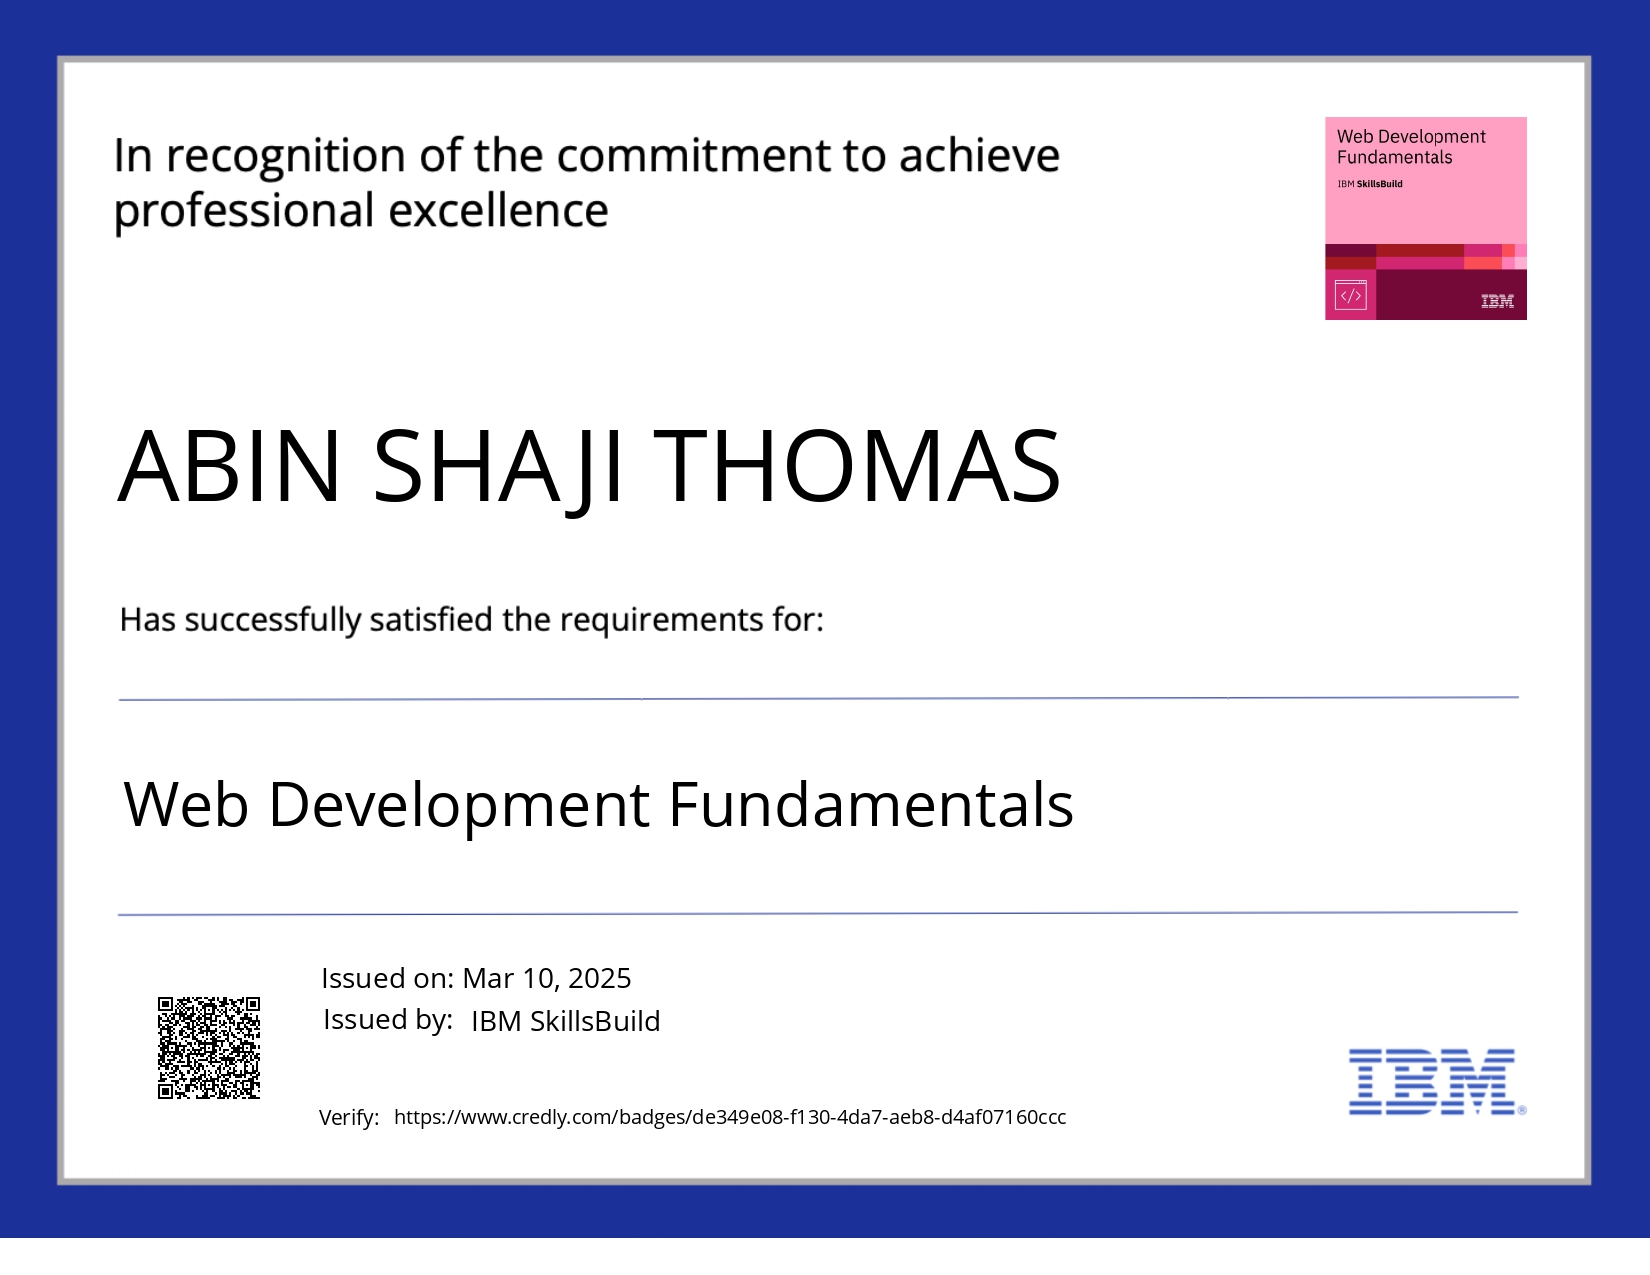 In recognition of the commitment to achieve
professional excellence
Web Development
Fundamentals
IBM SkillsBuild
</>
IBM
ABIN SHAJI THOMAS
Has successfully satisfied the requirements for:
Web Development Fundamentals
Issued on: Mar 10, 2025
Issued by: IBM SkillsBuild
Verify: https://www.credly.com/badges/de349e08-f130-4da7-aeb8-d4af07160ccc
IBM®